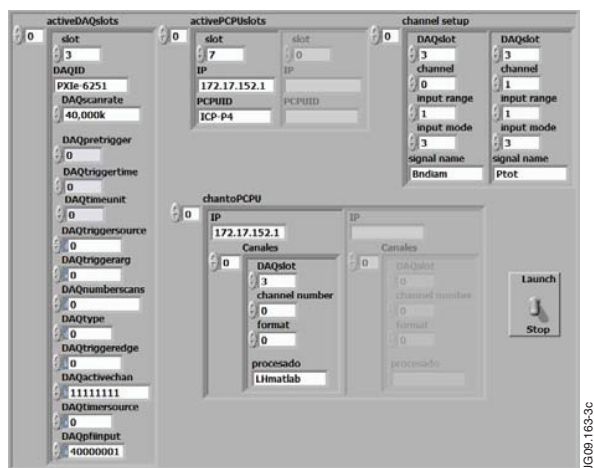 activeDAQslots
0
slot
3
DAQID
PXIe-6251
DAQscanrate
40,000k
DAQpretrigger
0
DAQtriggertime
0
DAQtimeunit
0
DAQtriggersource
0
DAQtriggerarg
0
DAQnumberscans
0
DAQtype
0
DAQtriggeredge
0
DAQactivechan
11111111
DAQtimersource
0
DAQpfiinput
40000001
activePCPUslots
0
slot
7
IP
172.17.152.1
PCPUID
ICP-P4
slot
0
IP
PCPUID
channel setup
0
DAQslot
3
channel
0
input range
1
input mode
3
signal name
Bndiam
DAQslot
3
channel
1
input range
1
input mode
3
signal name
Ptot
chantoPCPU
0
IP
172.17.152.1
Canales
0
DAQslot
3
channel number
0
format
0
procesado
LHmatlab
IP
Canales
0
DAQslot
0
channel number
0
format
0
procesado
Launch
Stop
JG09.163-3c